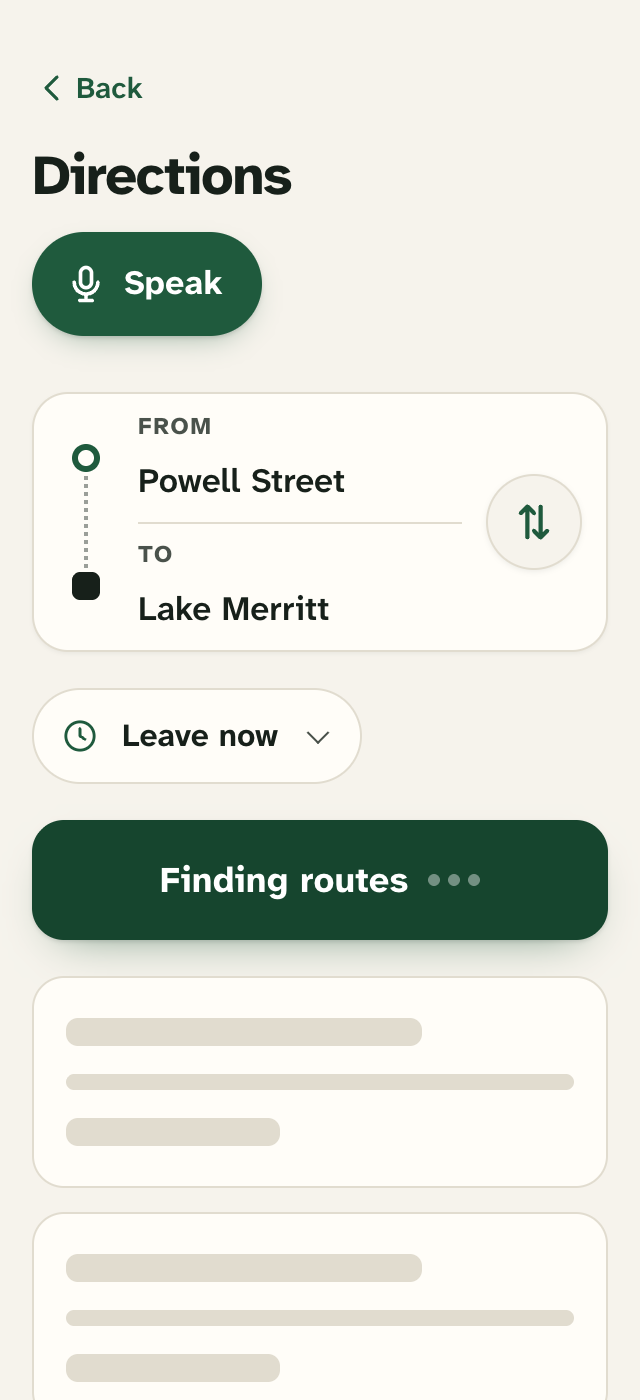 Back
Directions
Speak
FROM
Powell Street
TO
Lake Merritt
Leave now
Finding routes